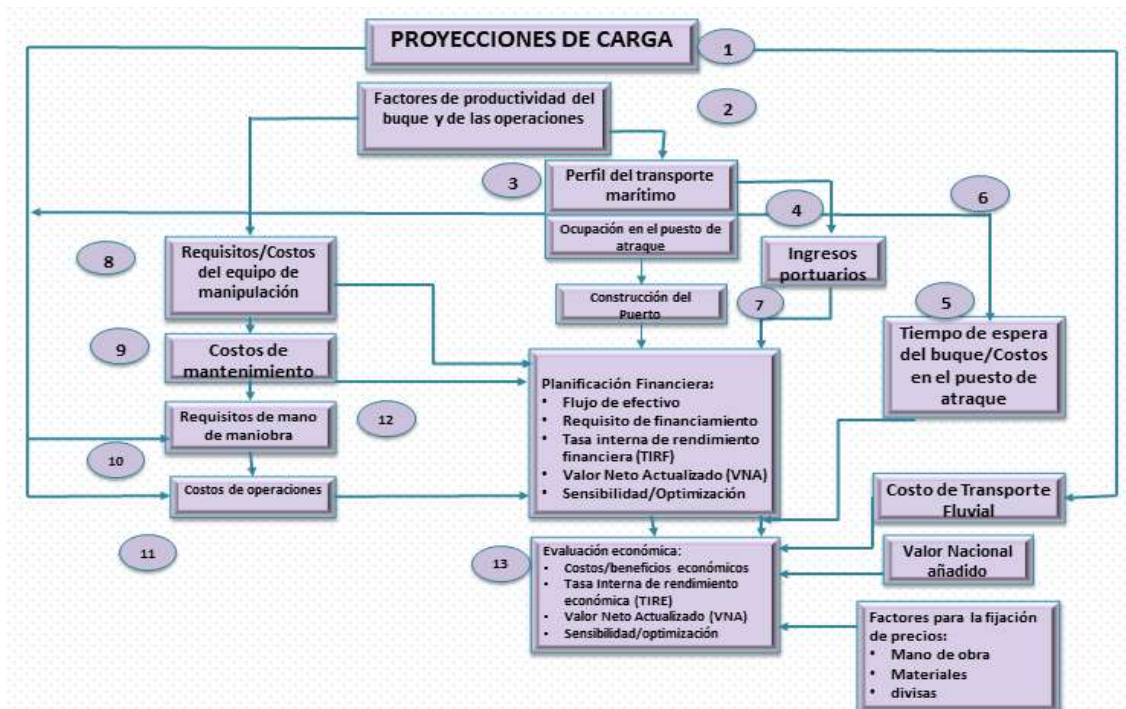 PROYECCIONES DE CARGA
1
Factores de productividad del
buque y de las operaciones
2
3
Perfil del transporte
marítimo
4
6
Ocupación en el puesto de
atraque
8
Requisitos/Costos
del equipo de
manipulación
Ingresos
portuarios
Construcción del
Puerto
7
5
Tiempo de espera
del buque/Costos
en el puesto de
atraque
9
Costos de
mantenimiento
Planificación Financiera:
• Flujo de efectivo
• Requisito de financiamiento
• Tasa interna de rendimiento
financiera (TIRF)
• Valor Neto Actualizado (VNA)
• Sensibilidad/Optimización
Requisitos de mano
de maniobra
12
10
Costos de operaciones
Costo de Transporte
Fluvial
11
13
Evaluación económica:
• Costos/beneficios económicos
• Tasa Interna de rendimiento
económica (TIRE)
• Valor Neto Actualizado (VNA)
• Sensibilidad/optimización
Valor Nacional
añadido
Factores para la fijación
de precios:
• Mano de obra
• Materiales
• divisas